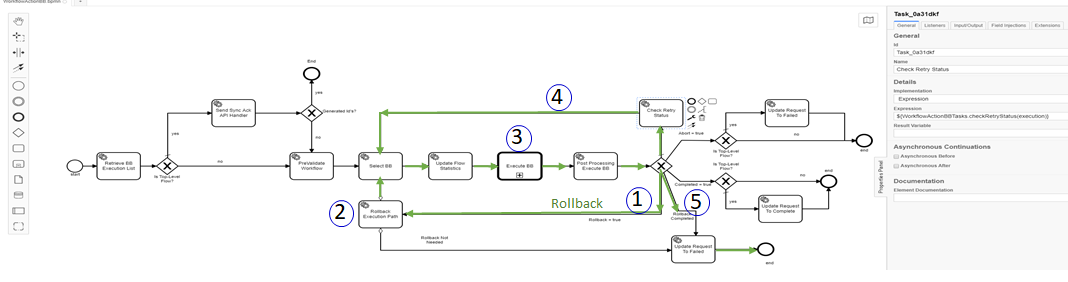 WorkflowActionBB.bpmn
Task_0a31dkf
General
Listeners
Input/Output
Field Injections
Extensions
General
Id
Task_0a31dkf
Name
Check Retry Status
Details
Implementation
Expression
Expression
${WorkflowActionBBTasks.checkRetryStatus(execution)}
Result Variable
Asynchronous Continuations
Asynchronous Before
Asynchronous After
Documentation
Element Documentation
Properties Panel
End
yes
Generated Id's?
Send Sync Ack
API Handler
yes
no
start
Retrieve BB
Execution List
Is Top-Level
Flow?
no
PreValidate
Workflow
Select BB
Update Flow
Statistics
3
Execute BB
Post Processing
Execute BB
4
Check Retry
Status
Abort = true
Is Top-Level
Flow?
yes
no
Update Request
To Failed
end
Is Top-Level
Flow?
Completed = true
no
yes
end
Update Request
To Complete
2
Rollback
Execution Path
Rollback
1
Rollback = true
5
Rollback
Completed
Rollback Not
Needed
Update Request
To Failed
end